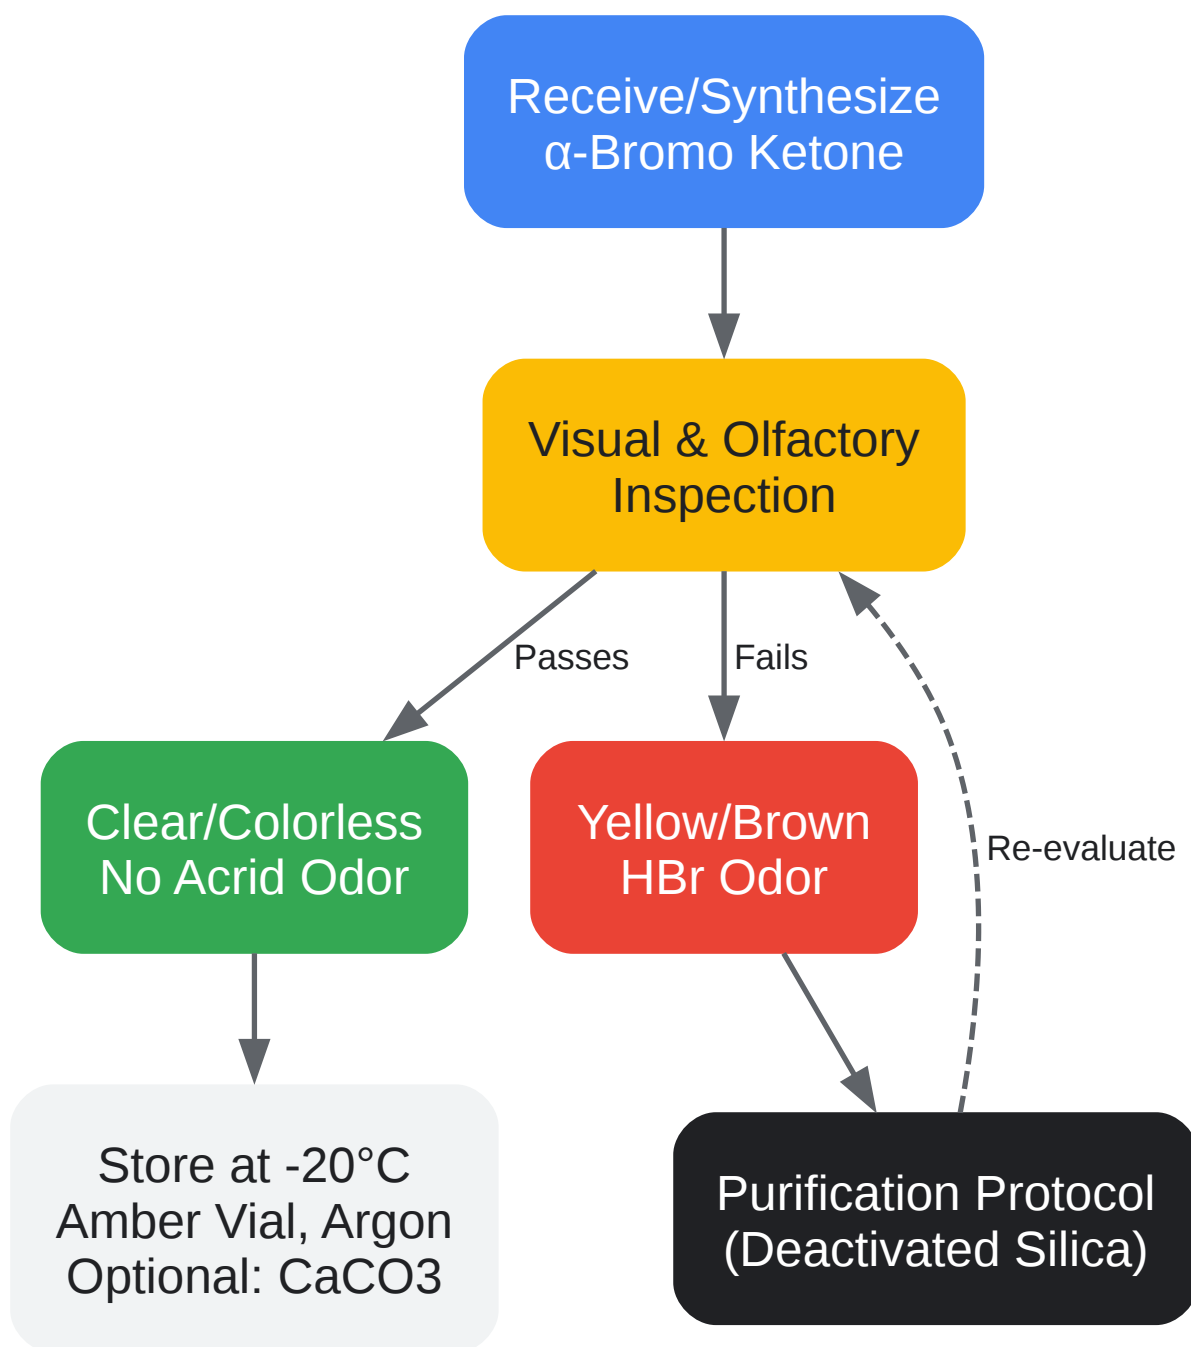 Receive/Synthesize
α-Bromo Ketone
Visual & Olfactory
Inspection
Passes
Fails
Clear/Colorless
No Acrid Odor
Yellow/Brown
HBr Odor
Re-evaluate
Store at -20°C
Amber Vial, Argon
Optional: CaCO3
Purification Protocol
(Deactivated Silica)